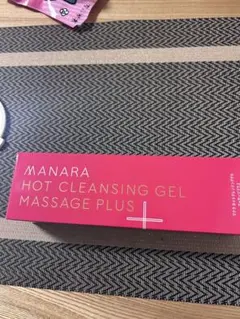 MANARA
HOT CLEANSING GEL
MASSAGE PLUS